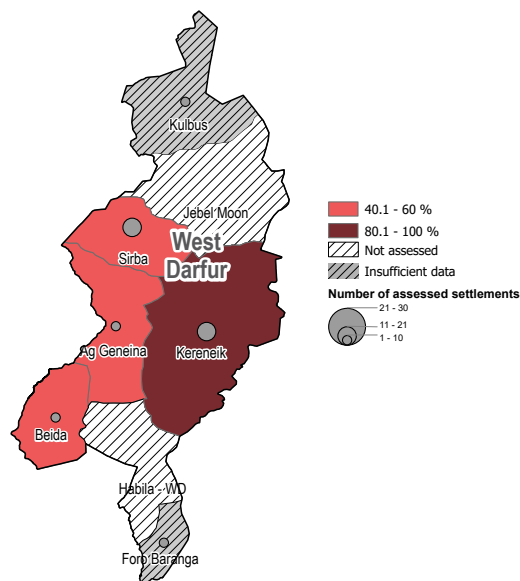 Kulbus
Jebel Moon
West
Darfur
Sirba
Ag Geneina
Kereneik
Beida
Habila - WD
Foro Baranga
40.1 - 60 %
80.1 - 100 %
Not assessed
Insufficient data
Number of assessed settlements
21 - 30
11 - 21
1 - 10